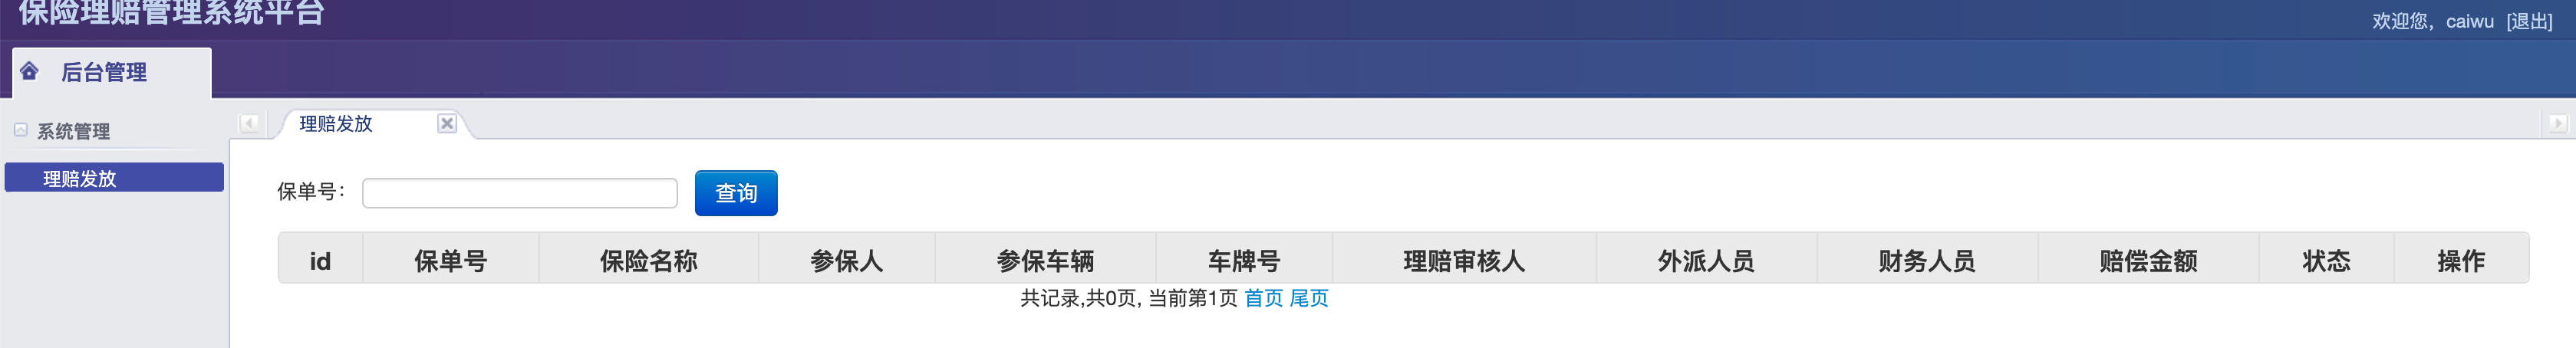 保险理赔管理系统平台
欢迎您，caiwu [退出]
后台管理
系统管理
理赔发放
理赔发放
保单号： 查询
id 保单号 保险名称 参保人 参保车辆 车牌号 理赔审核人 外派人员 财务人员 赔偿金额 状态 操作
共记录,共0页, 当前第1页 首页 尾页